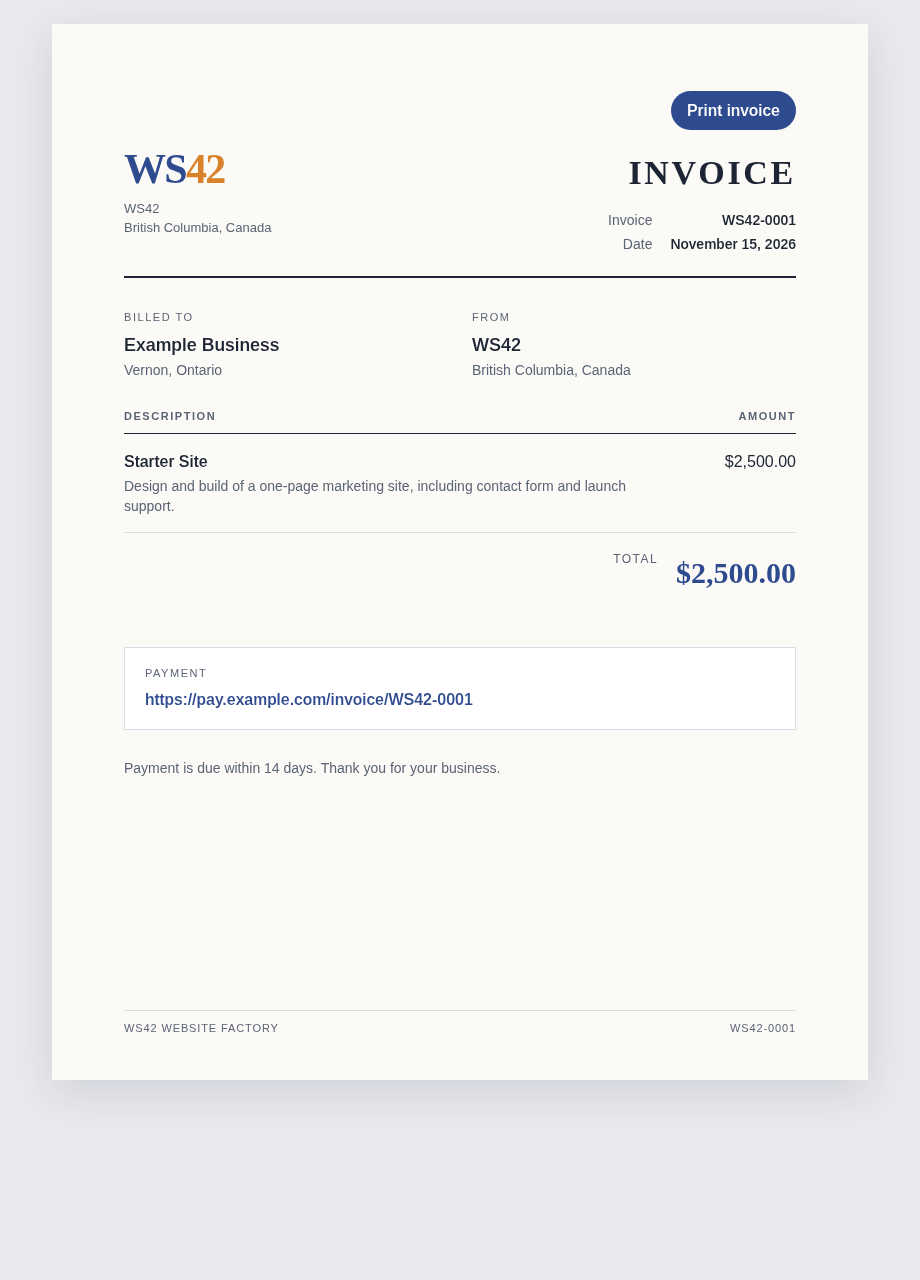 Print invoice
WS42
WS42
British Columbia, Canada
INVOICE
Invoice WS42-0001
Date November 15, 2026
BILLED TO
Example Business
Vernon, Ontario
FROM
WS42
British Columbia, Canada
DESCRIPTION AMOUNT
Starter Site $2,500.00
Design and build of a one-page marketing site, including contact form and launch
support.
TOTAL $2,500.00
PAYMENT
https://pay.example.com/invoice/WS42-0001
Payment is due within 14 days. Thank you for your business.
WS42 WEBSITE FACTORY WS42-0001